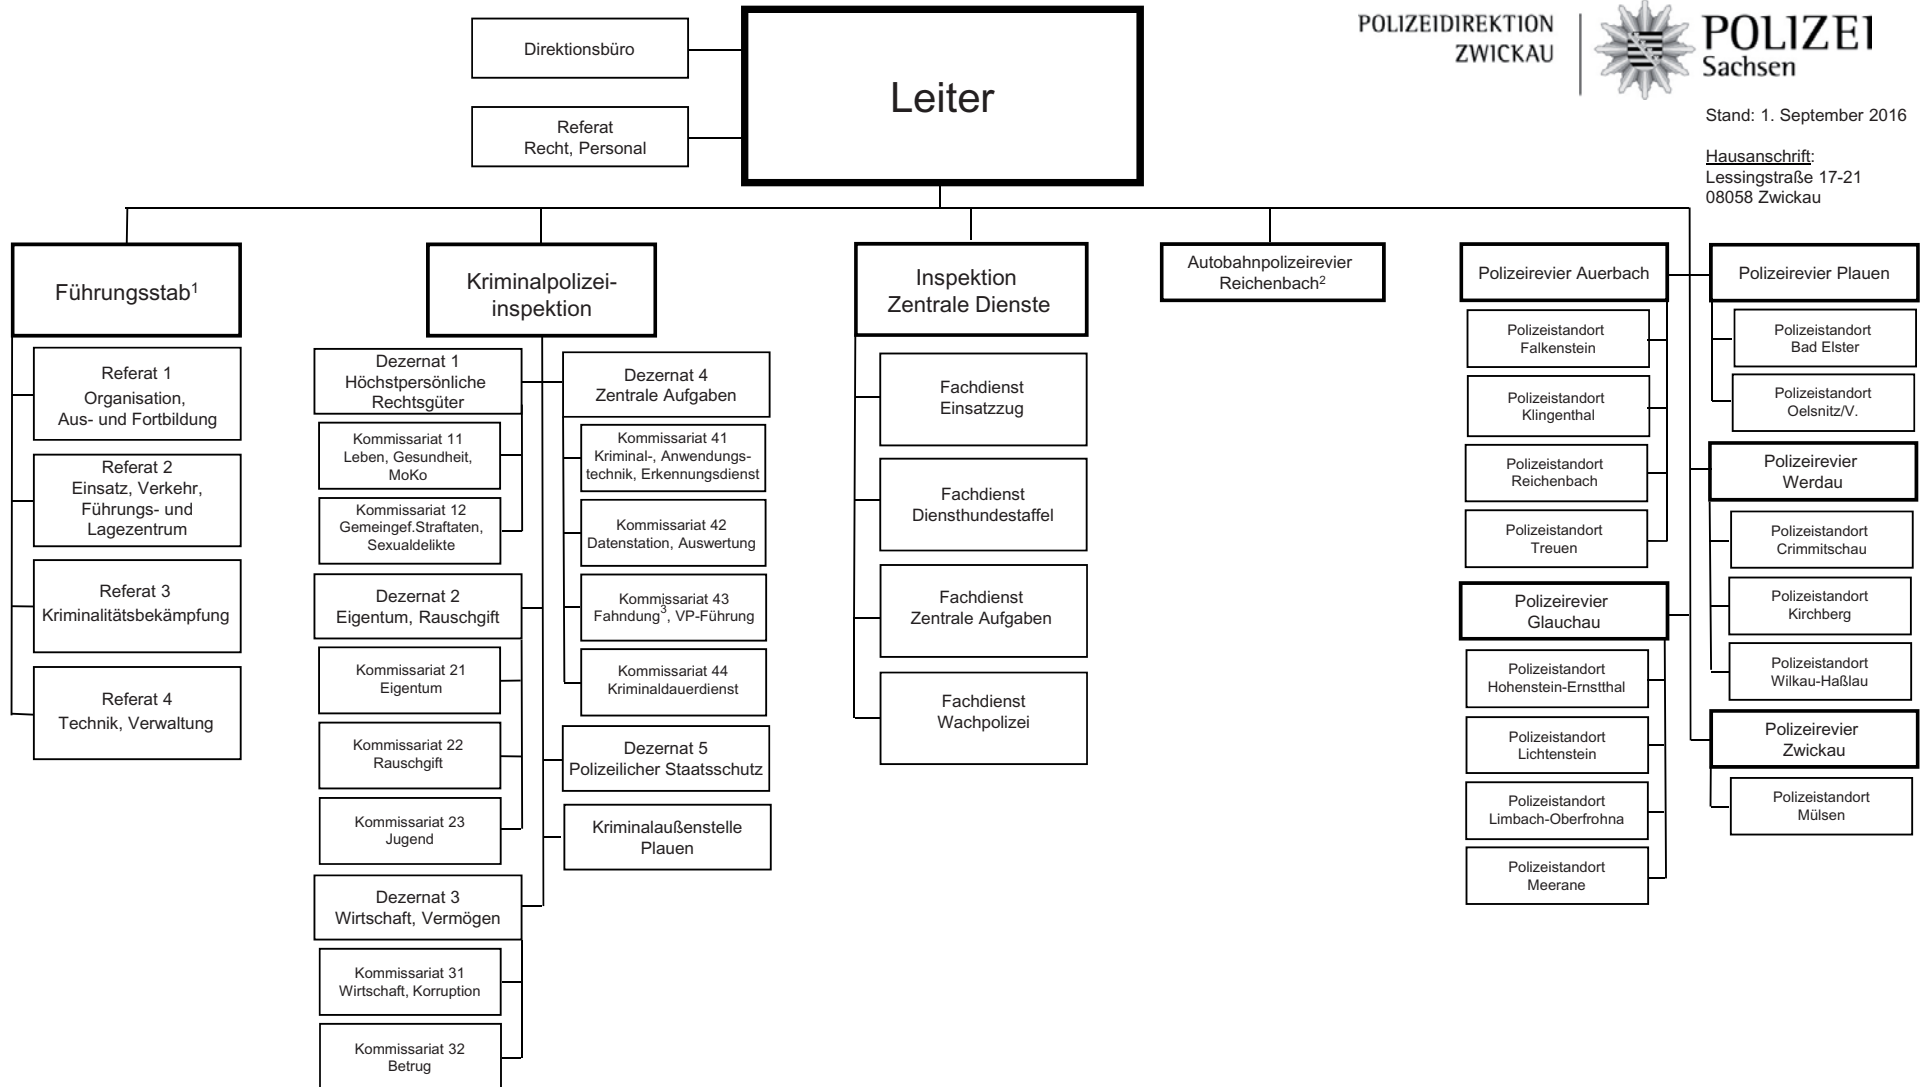 Direktionsbüro
Referat
Recht, Personal
Leiter
POLIZEIDIREKTION
ZWICKAU
POLIZEI
Sachsen
Stand: 1. September 2016
Hausanschrift:
Lessingstraße 17-21
08058 Zwickau
Führungsstab¹
Referat 1
Organisation,
Aus- und Fortbildung
Referat 2
Einsatz, Verkehr,
Führungs- und
Lagezentrum
Referat 3
Kriminalitätsbekämpfung
Referat 4
Technik, Verwaltung
Kriminalpolizei-
inspektion
Dezernat 1
Höchstpersönliche
Rechtsgüter
Kommissariat 11
Leben, Gesundheit,
MoKo
Kommissariat 12
Gemeingef.Straftaten,
Sexualdelikte
Dezernat 2
Eigentum, Rauschgift
Kommissariat 21
Eigentum
Kommissariat 22
Rauschgift
Kommissariat 23
Jugend
Dezernat 3
Wirtschaft, Vermögen
Kommissariat 31
Wirtschaft, Korruption
Kommissariat 32
Betrug
Dezernat 4
Zentrale Aufgaben
Kommissariat 41
Kriminal-, Anwendungs-
technik, Erkennungsdienst
Kommissariat 42
Datenstation, Auswertung
Kommissariat 43
Fahndung³, VP-Führung
Kommissariat 44
Kriminaldauerdienst
Dezernat 5
Polizeilicher Staatsschutz
Kriminalaußenstelle
Plauen
Inspektion
Zentrale Dienste
Fachdienst
Einsatzzug
Fachdienst
Diensthundestaffel
Fachdienst
Zentrale Aufgaben
Fachdienst
Wachpolizei
Autobahnpolizeirevier
Reichenbach²
Polizeirevier Auerbach
Polizeistandort
Falkenstein
Polizeistandort
Klingenthal
Polizeistandort
Reichenbach
Polizeistandort
Treuen
Polizeirevier
Glauchau
Polizeistandort
Hohenstein-Ernstthal
Polizeistandort
Lichtenstein
Polizeistandort
Limbach-Oberfrohna
Polizeistandort
Meerane
Polizeirevier Plauen
Polizeistandort
Bad Elster
Polizeistandort
Oelsnitz/V.
Polizeirevier
Werdau
Polizeistandort
Crimmitschau
Polizeistandort
Kirchberg
Polizeistandort
Wilkau-Haßlau
Polizeirevier
Zwickau
Polizeistandort
Mülsen